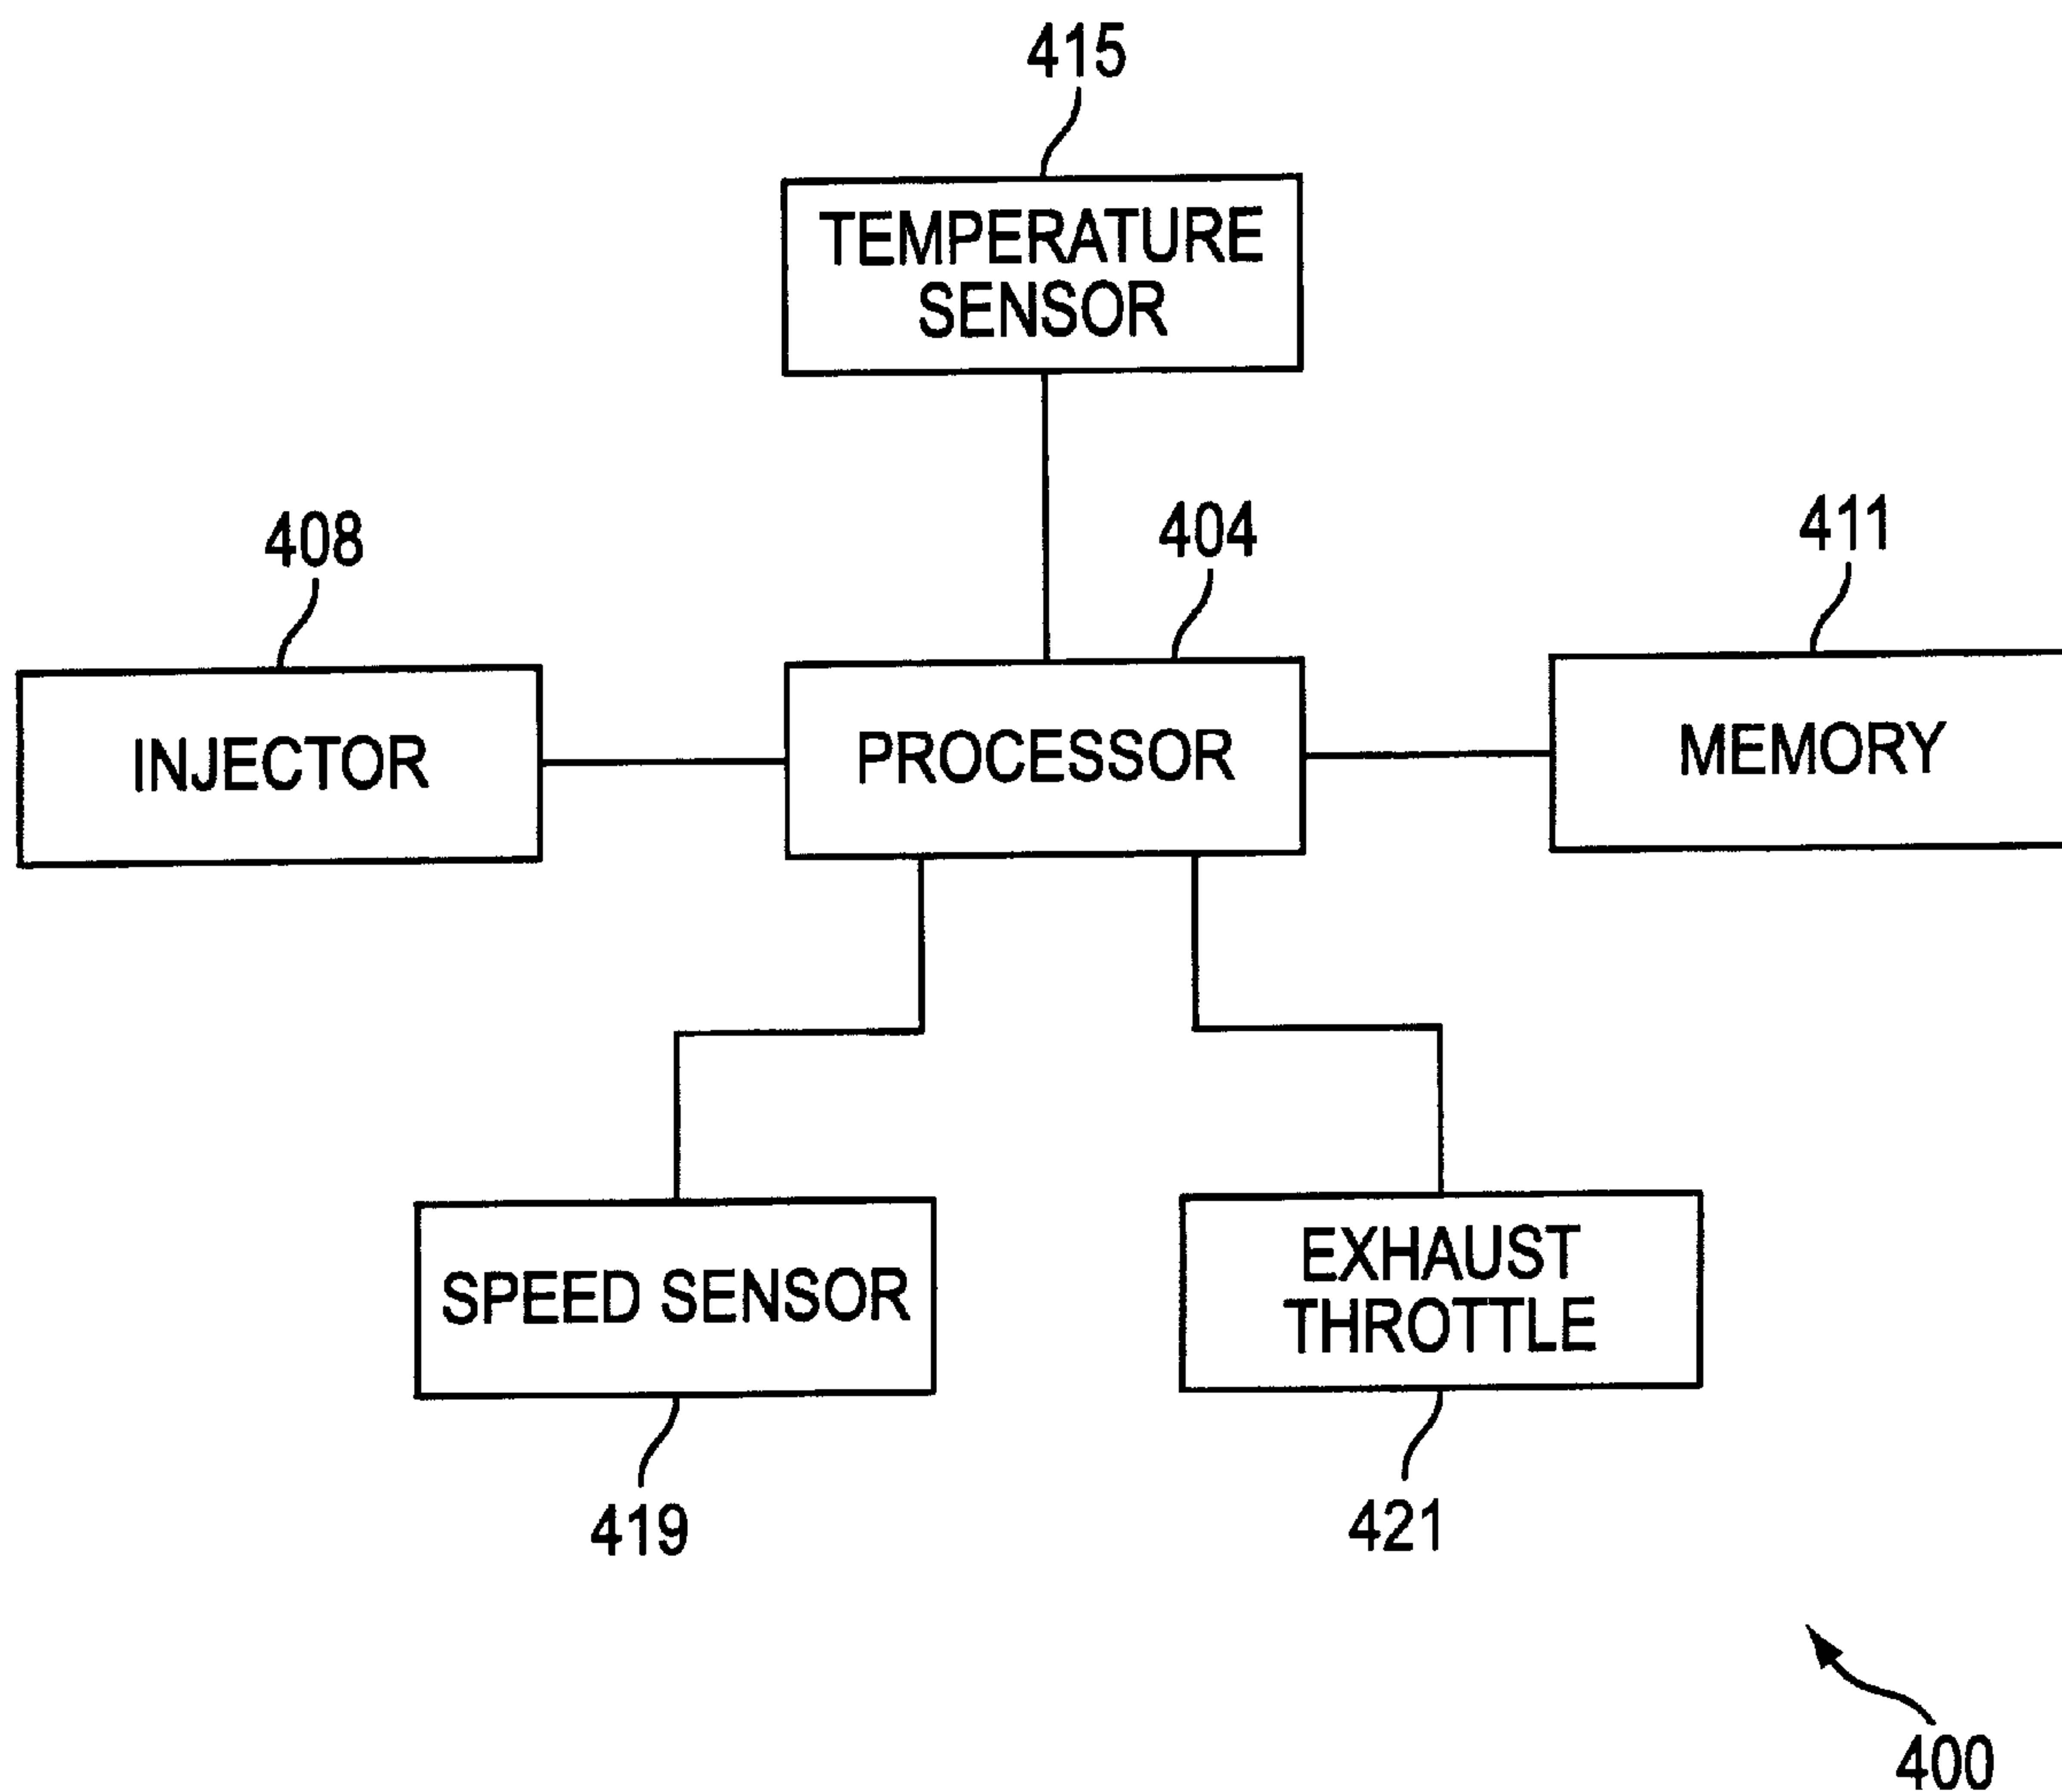 415
TEMPERATURE
SENSOR
408
404
411
INJECTOR
PROCESSOR
MEMORY
SPEED SENSOR
EXHAUST
THROTTLE
419
421
400